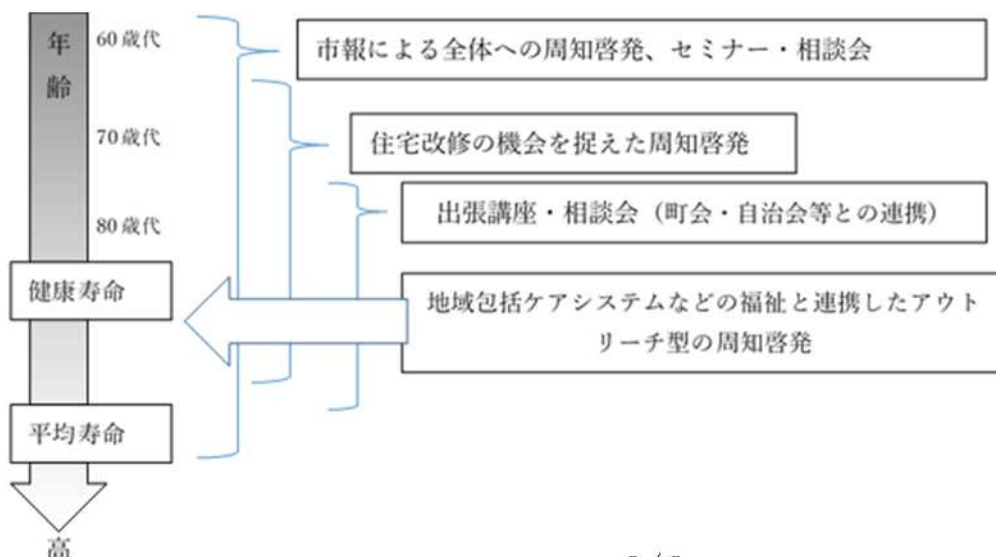 年齢
60歳代
市報による全体への周知啓発、セミナー・相談会
70歳代
住宅改修の機会を捉えた周知啓発
80歳代
出張講座・相談会（町会・自治会等との連携）
健康寿命
地域包括ケアシステムなどの福祉と連携したアウト
リーチ型の周知啓発
平均寿命
高